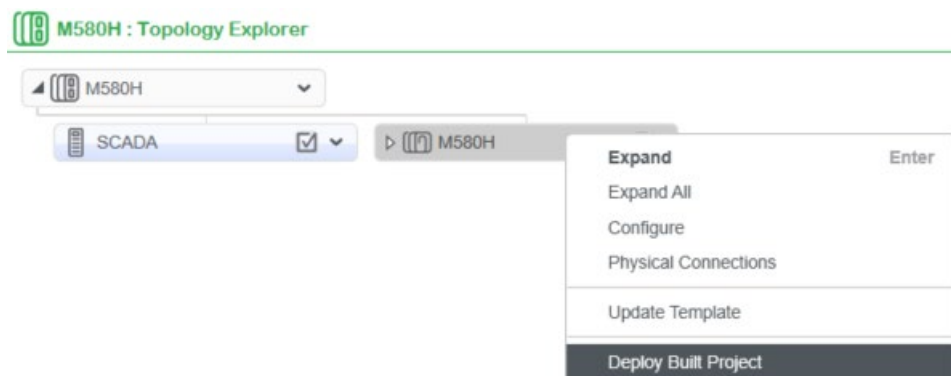 M580H : Topology Explorer
M580H
SCADA
M580H
Expand Enter
Expand All
Configure
Physical Connections
Update Template
Deploy Built Project